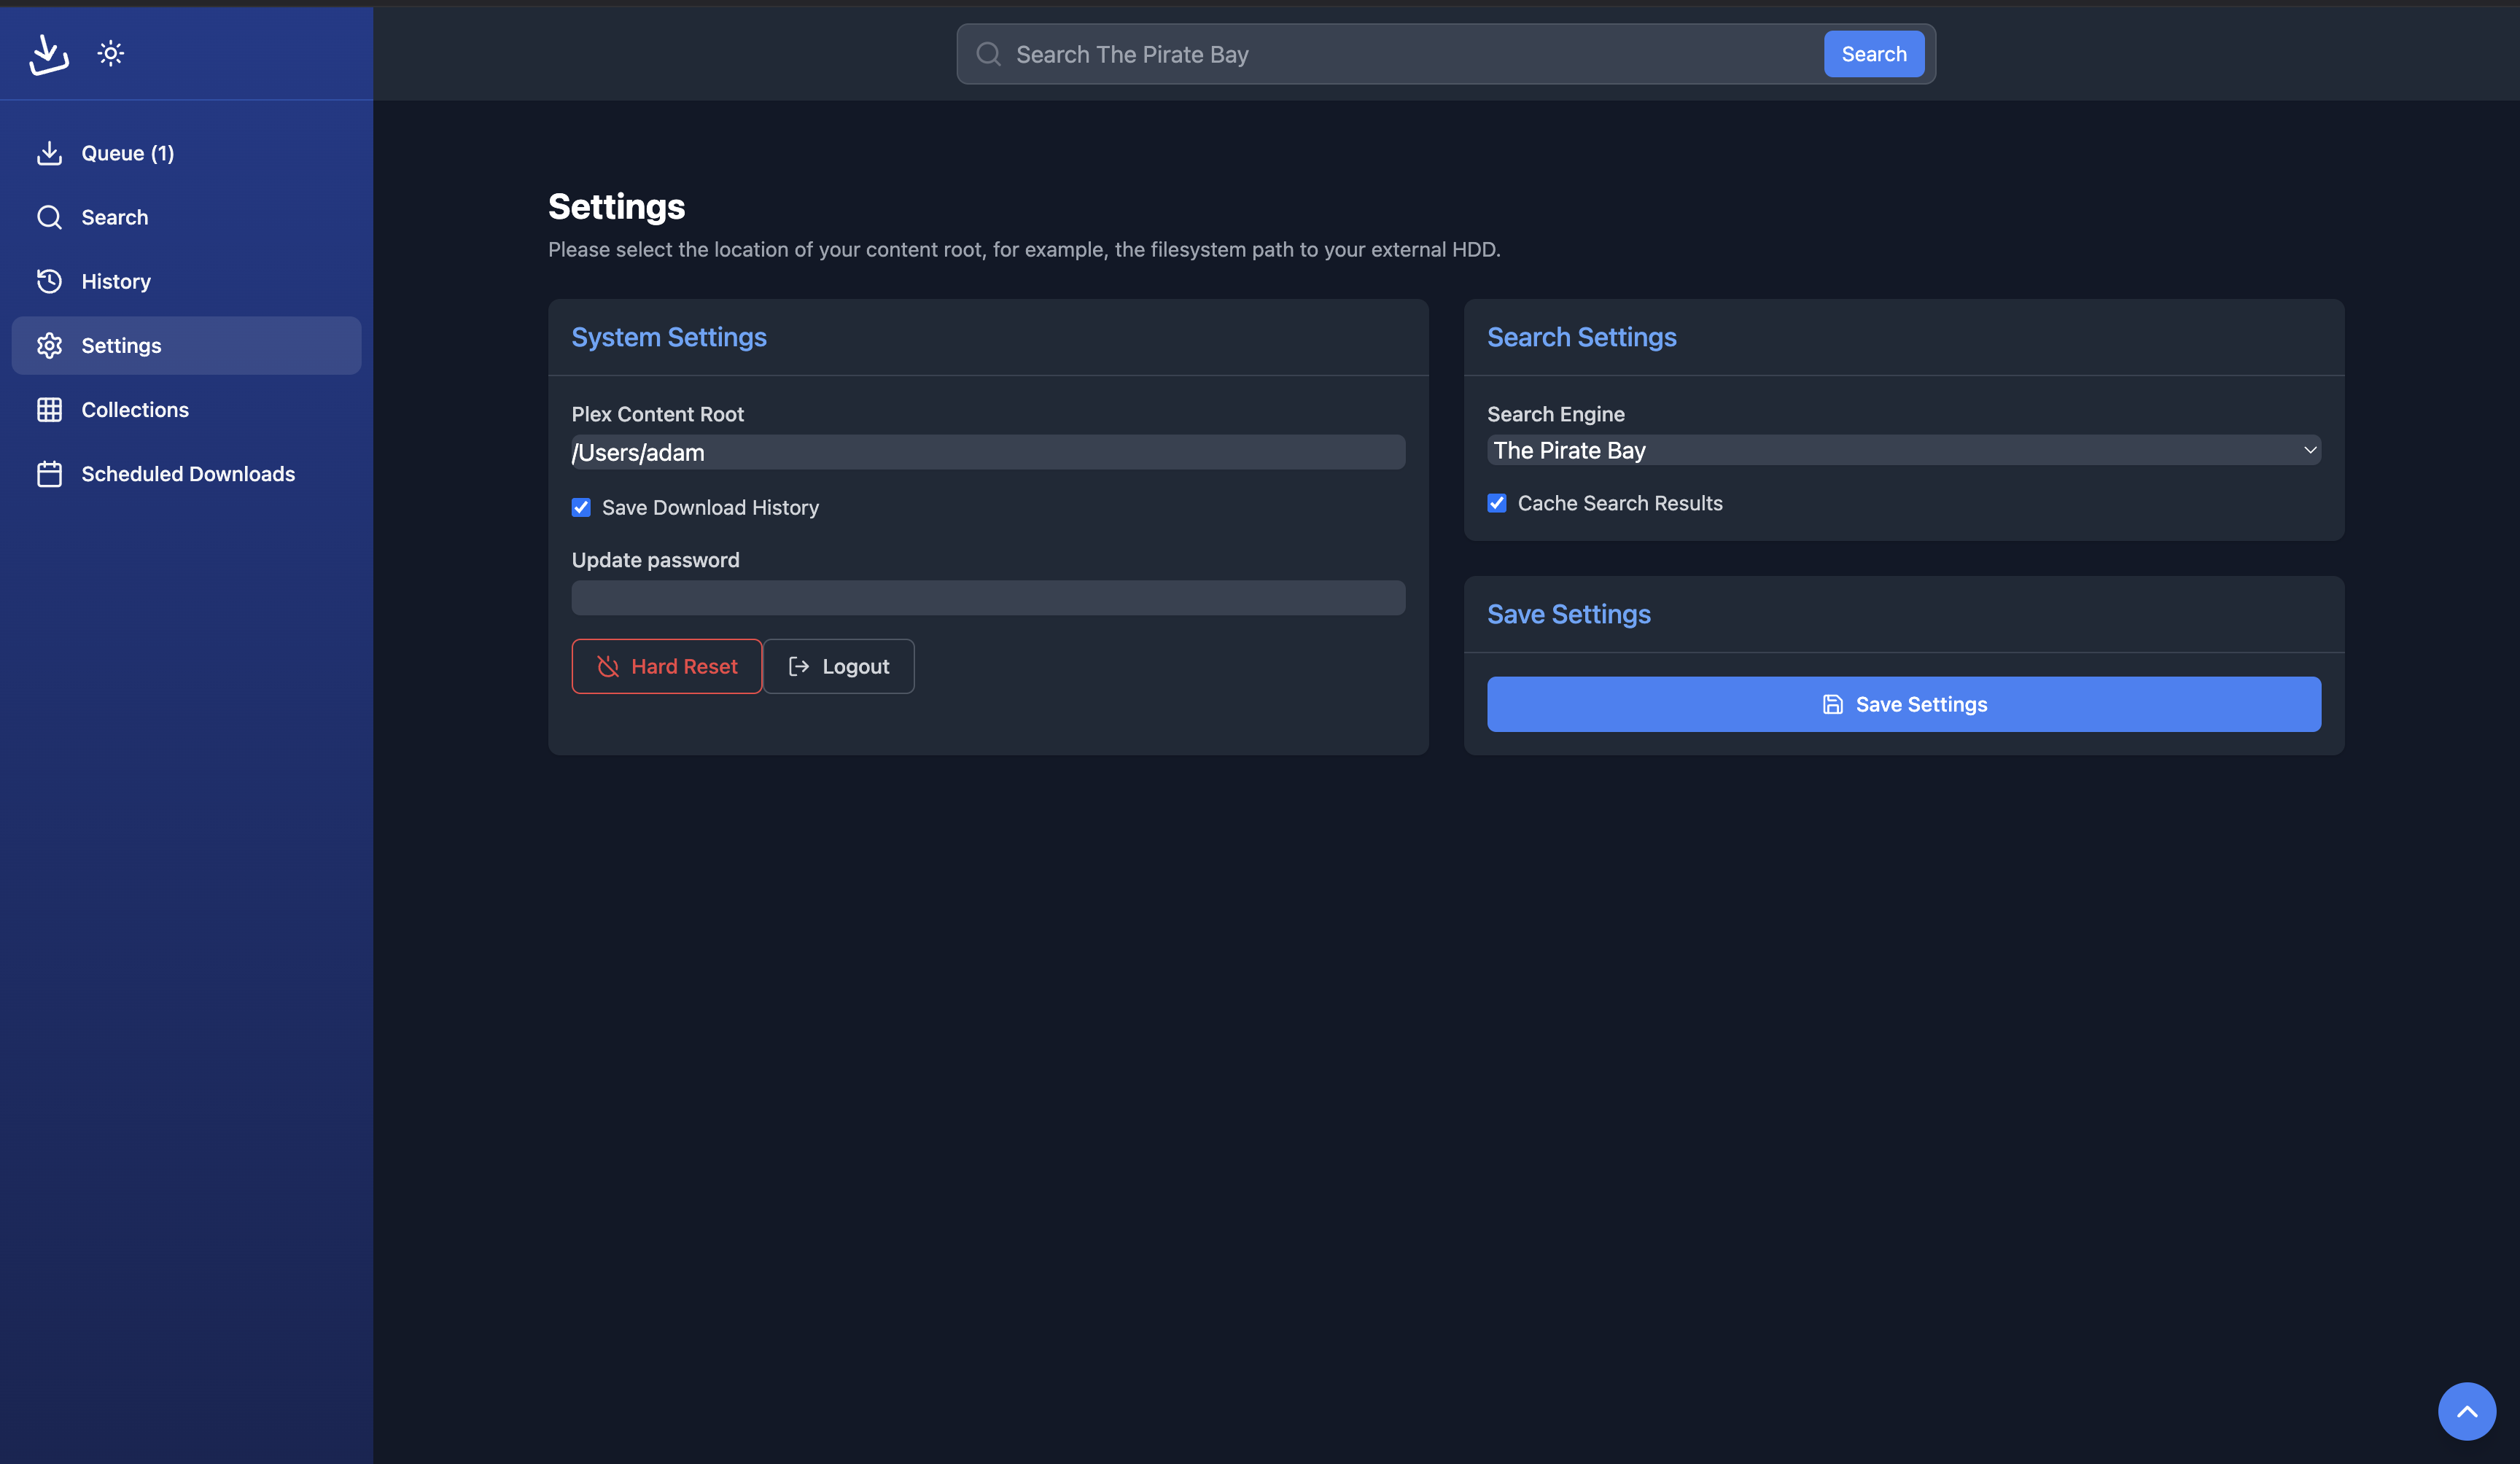 Search The Pirate Bay
Search
Queue (1)
Search
History
Settings
Collections
Scheduled Downloads
Settings
Please select the location of your content root, for example, the filesystem path to your external HDD.
System Settings
Plex Content Root
/Users/adam
Save Download History
Update password
Hard Reset
Logout
Search Settings
Search Engine
The Pirate Bay
Cache Search Results
Save Settings
Save Settings